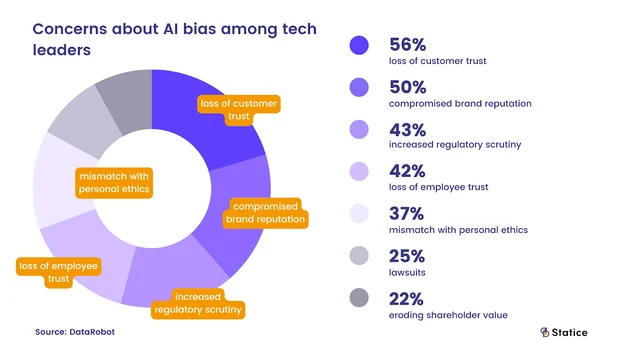 Concerns about AI bias among tech
leaders
loss of customer
trust
mismatch with
personal ethics
compromised
brand reputation
loss of employee
trust
increased
regulatory scrutiny
56%
loss of customer trust
50%
compromised brand reputation
43%
increased regulatory scrutiny
42%
loss of employee trust
37%
mismatch with personal ethics
25%
lawsuits
22%
eroding shareholder value
Source: DataRobot
Statice